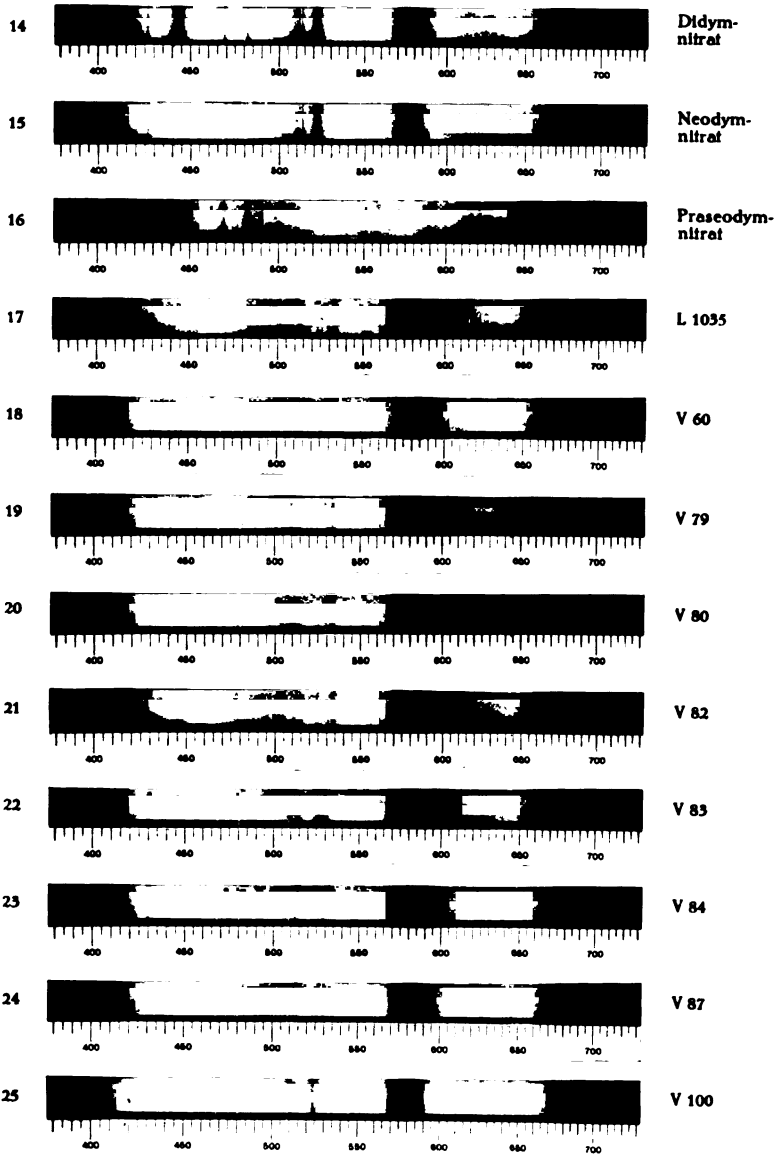 14 Didym-
nitrat
400 450 500 550 600 650 700
15 Neodym-
nitrat
400 450 500 550 600 650 700
16 Praseodym-
nitrat
400 450 500 550 600 650 700
17 L 1035
400 450 500 550 600 650 700
18 V 60
400 450 500 550 600 650 700
19 V 79
400 450 500 550 600 650 700
20 V 80
400 450 500 550 600 650 700
21 V 82
400 450 500 550 600 650 700
22 V 83
400 450 500 550 600 650 700
23 V 84
400 450 500 550 600 650 700
24 V 87
400 450 500 550 600 650 700
25 V 100
400 450 500 550 600 650 700